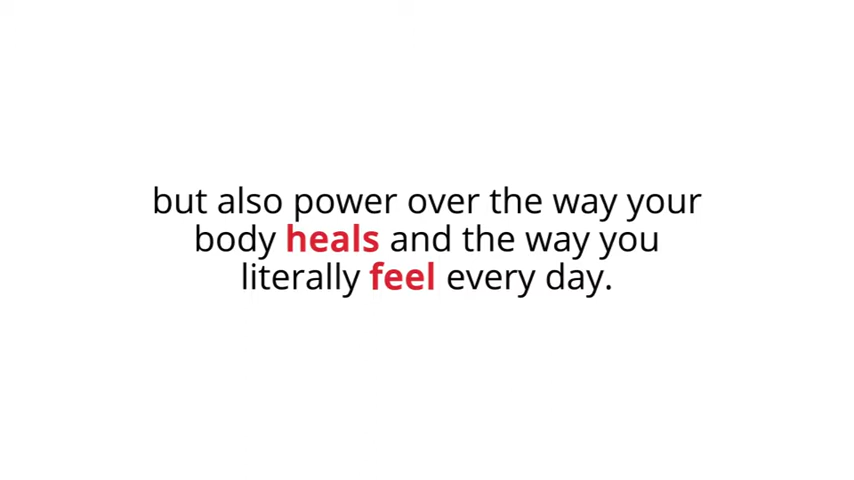 but also power over the way your
body heals and the way you
literally feel every day.